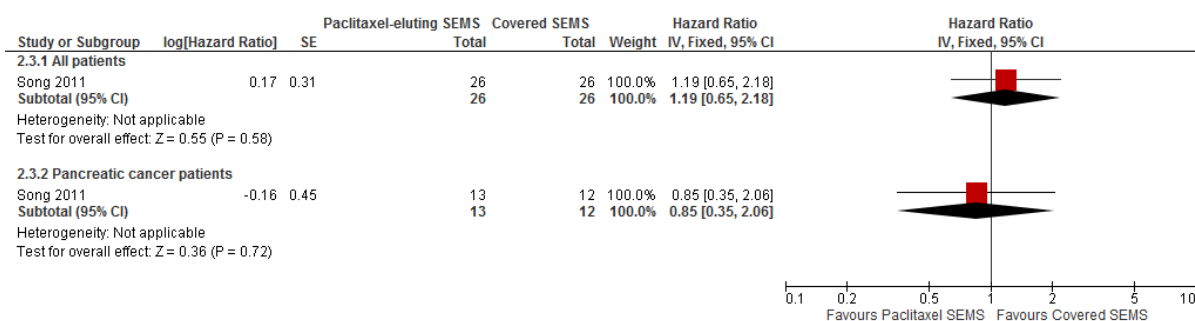 Paclitaxel-eluting SEMS Covered SEMS Hazard Ratio Hazard Ratio
Study or Subgroup log[Hazard Ratio] SE Total Total Weight IV, Fixed, 95% CI IV, Fixed, 95% CI
2.3.1 All patients
Song 2011 0.17 0.31 26 26 100.0% 1.19 [0.65, 2.18]
Subtotal (95% CI) 26 26 100.0% 1.19 [0.65, 2.18]
Heterogeneity: Not applicable
Test for overall effect: Z = 0.55 (P = 0.58)
2.3.2 Pancreatic cancer patients
Song 2011 -0.16 0.45 13 12 100.0% 0.85 [0.35, 2.06]
Subtotal (95% CI) 13 12 100.0% 0.85 [0.35, 2.06]
Heterogeneity: Not applicable
Test for overall effect: Z = 0.36 (P = 0.72)
0.1 0.2 0.5 1 2 5 10
Favours Paclitaxel SEMS Favours Covered SEMS